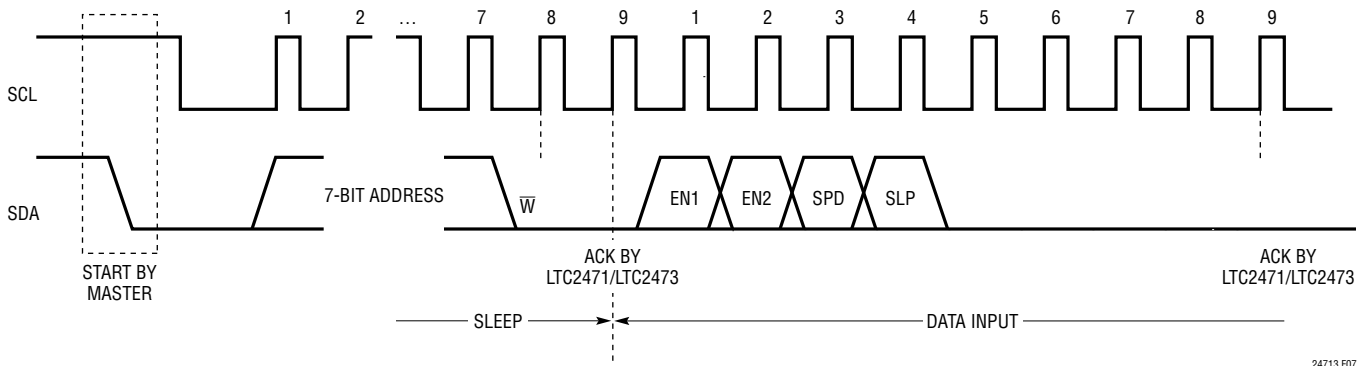 1 2 … 7 8 9 1 2 3 4 5 6 7 8 9
SCL
SDA
7-BIT ADDRESS
W
EN1 EN2 SPD SLP
START BY
MASTER
ACK BY
LTC2471/LTC2473
ACK BY
LTC2471/LTC2473
SLEEP
DATA INPUT
24713 F07